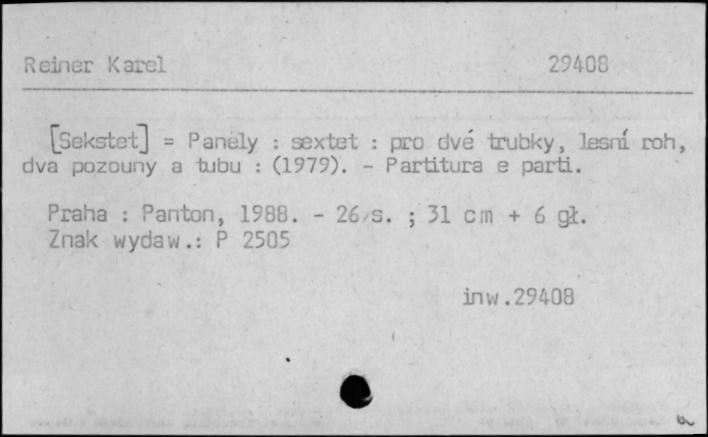 Reiner Karel 29408
[Sekstet] = Panely : sextet : pro dvé trubky, lesní roh,
dva pozouny a tubu : (1979). - Partitura e parti.
Praha : Panton, 1988. - 26 s. ; 31 cm + 6 gł.
Znak wydaw.: P 2505
inw.29408